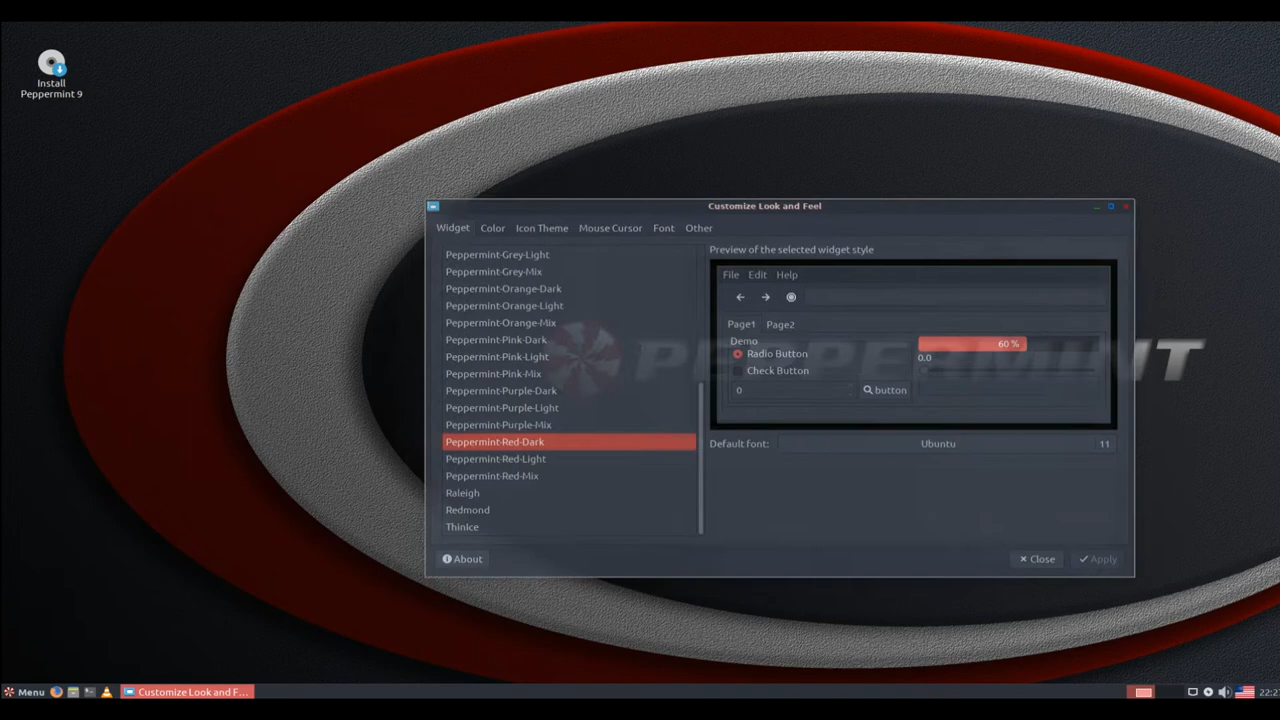 Install
Peppermint 9
Customize Look and Feel
Widget Color Icon Theme Mouse Cursor Font Other
Peppermint-Grey-Light
Peppermint-Grey-Mix
Peppermint-Orange-Dark
Peppermint-Orange-Light
Peppermint-Orange-Mix
Peppermint-Pink-Dark
Peppermint-Pink-Light
Peppermint-Pink-Mix
Peppermint-Purple-Dark
Peppermint-Purple-Light
Peppermint-Purple-Mix
Peppermint-Red-Dark
Peppermint-Red-Light
Peppermint-Red-Mix
Raleigh
Redmond
ThinIce
Preview of the selected widget style
File Edit Help
Page1 Page2
Demo
Radio Button
Check Button
0
button
60 %
0.0
PEPPERMINT
Default font: Ubuntu 11
About
Close Apply
Menu Customize Look and F...